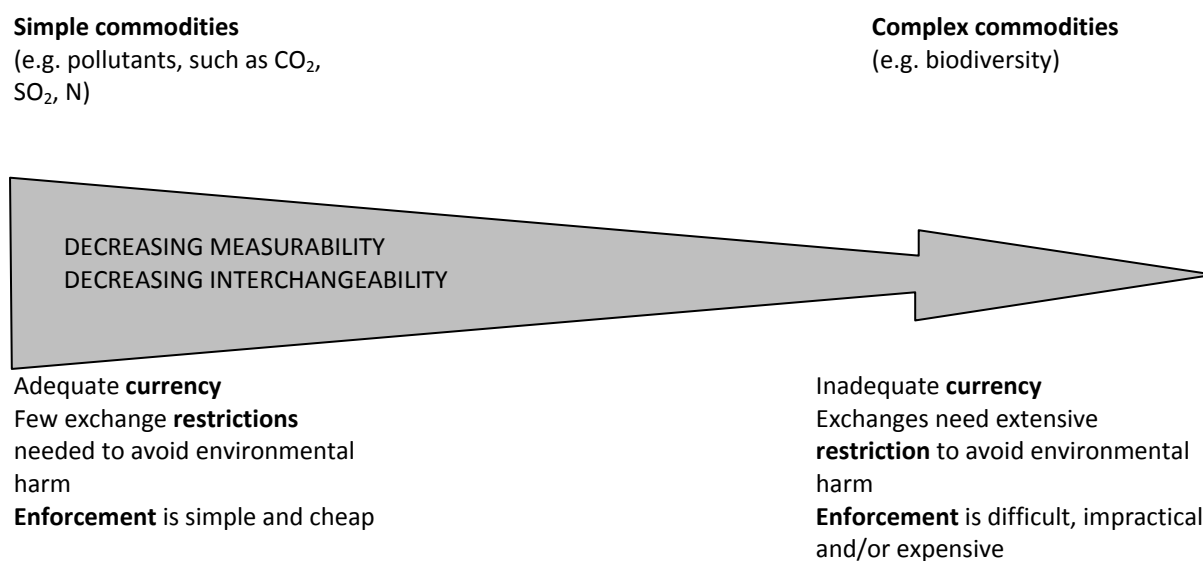 Simple commodities
(e.g. pollutants, such as CO₂,
SO₂, N)
Complex commodities
(e.g. biodiversity)
DECREASING MEASURABILITY
DECREASING INTERCHANGEABILITY
Adequate currency
Few exchange restrictions
needed to avoid environmental
harm
Enforcement is simple and cheap
Inadequate currency
Exchanges need extensive
restriction to avoid environmental
harm
Enforcement is difficult, impractical
and/or expensive